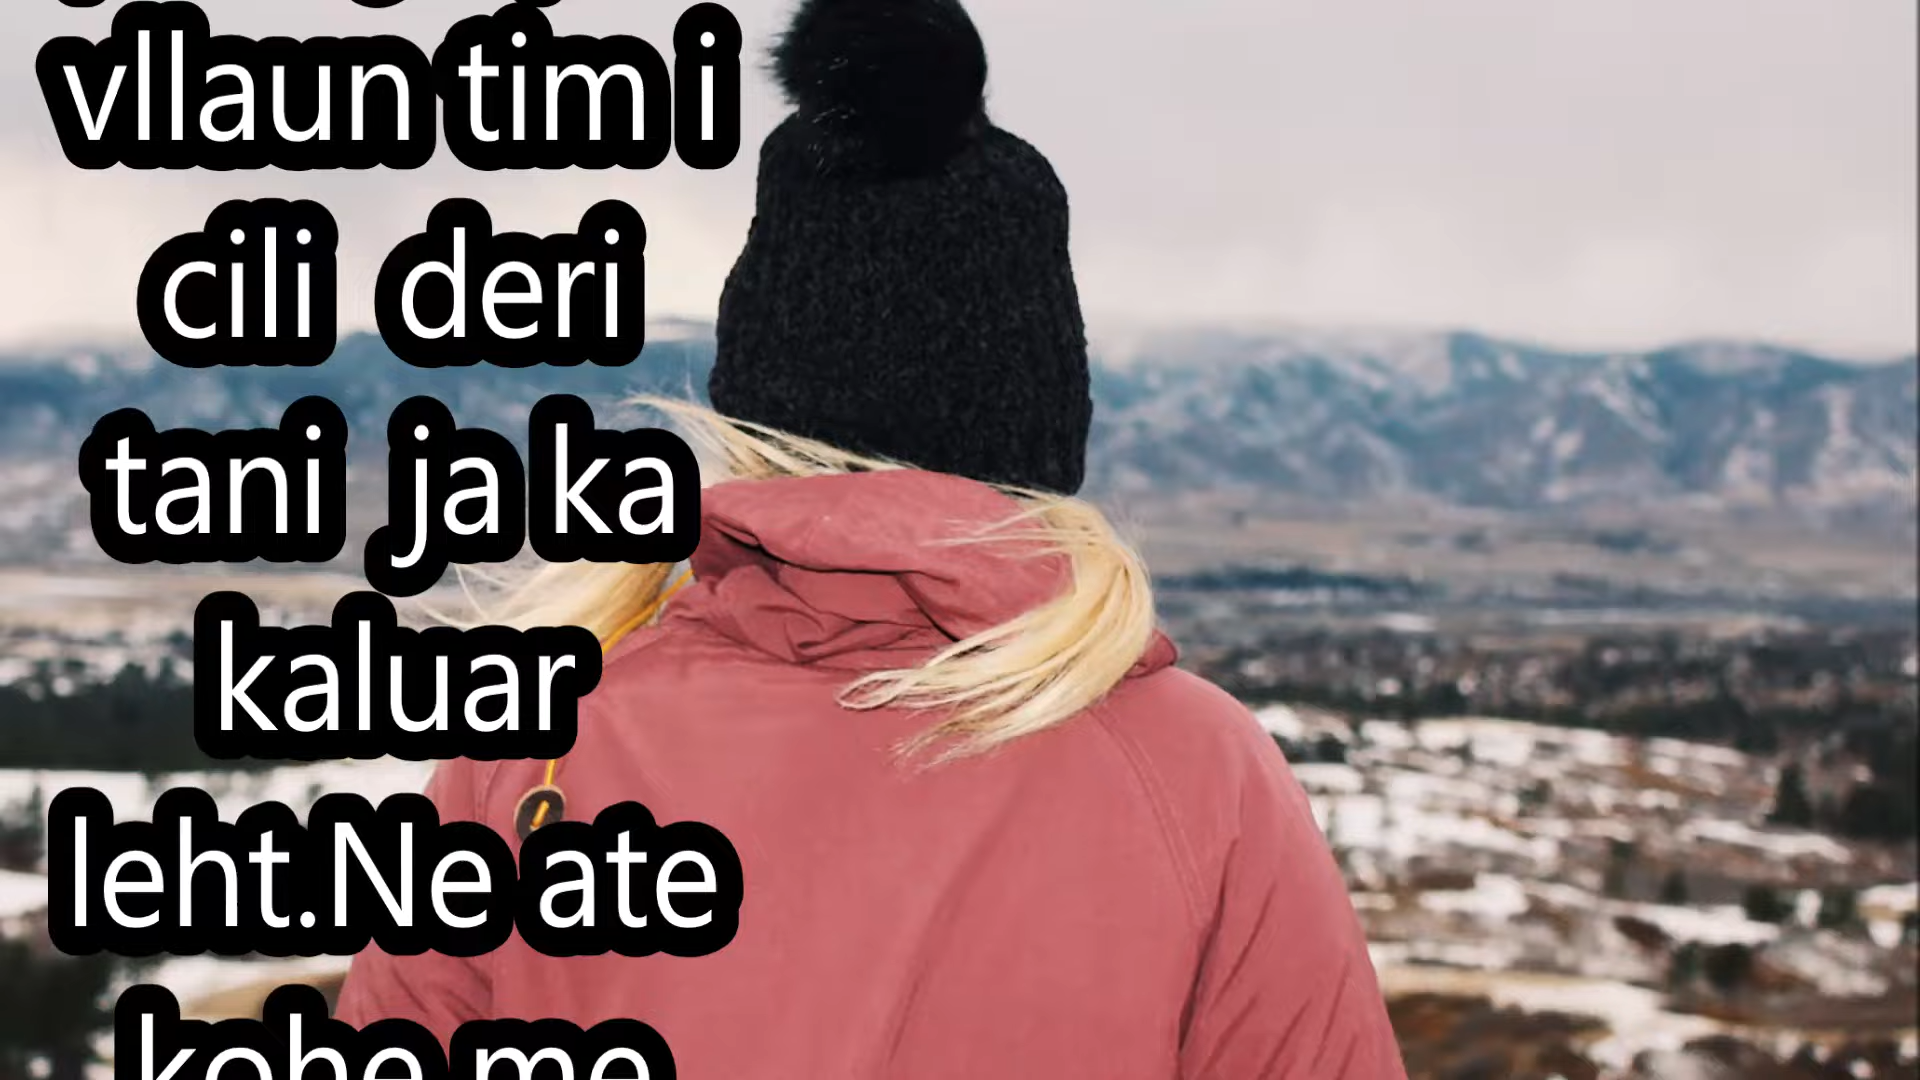 vllaun tim i
cili deri
tani ja ka
kaluar
leht.Ne ate
kohe me